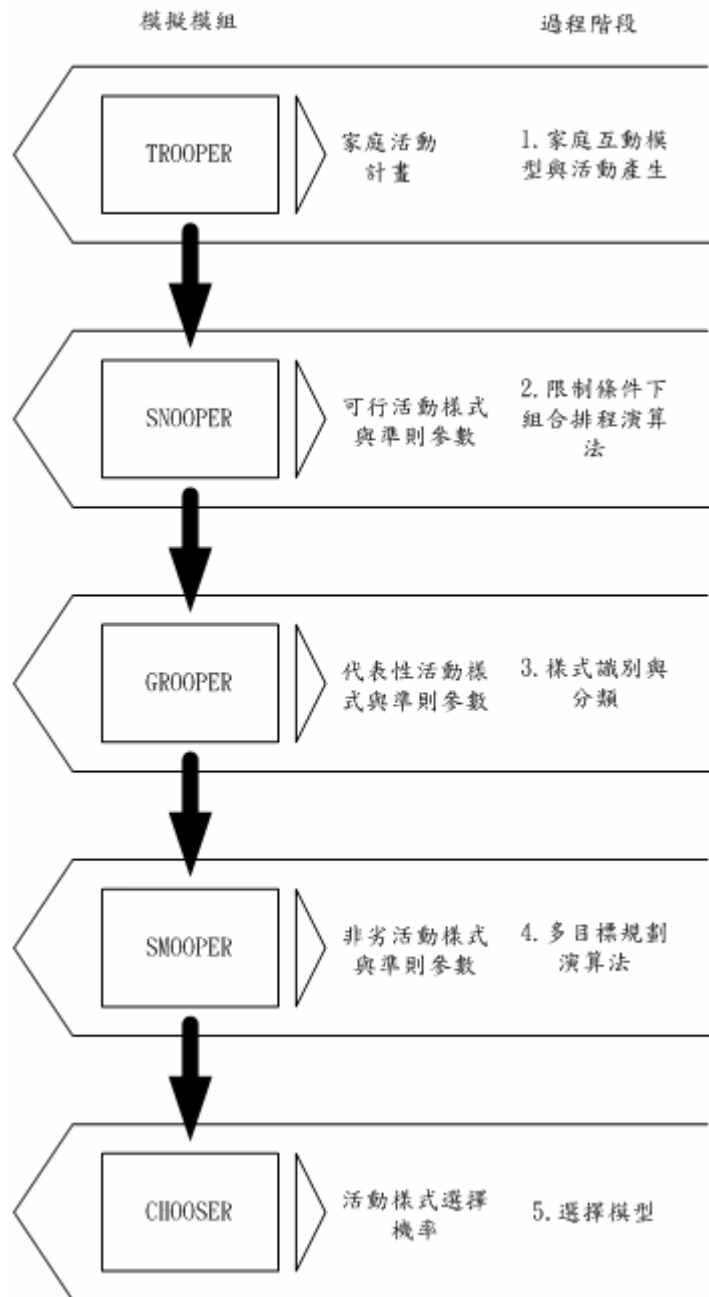 模擬模組
過程階段
TROOPER
家庭活動
計畫
1.家庭互動模
型與活動產生
SNOOPER
可行活動樣式
與準則參數
2.限制條件下
組合排程演算
法
GROOPER
代表性活動樣
式與準則參數
3.樣式識別與
分類
SMOOPER
非劣活動樣式
與準則參數
4.多目標規劃
演算法
CHOOSER
活動樣式選擇
機率
5.選擇模型